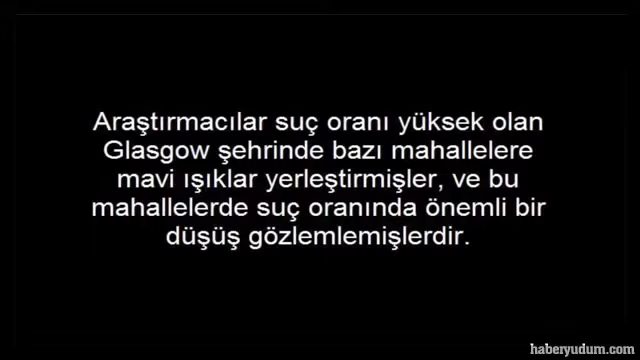 Araştırmacılar suç oranı yüksek olan
Glasgow şehrinde bazı mahallelere
mavi ışıklar yerleştirmişler, ve bu
mahallelerde suç oranında önemli bir
düşüş gözlemlemişlerdir.
haberyudum.com